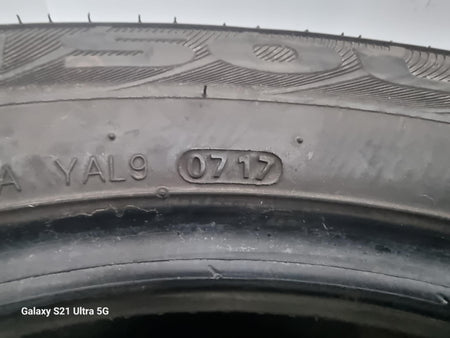 A YAL9 0717
Galaxy S21 Ultra 5G